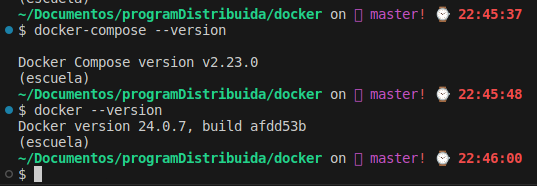 (escuela)
~/Documentos/programDistribuida/docker on master! ⌚ 22:45:37
$ docker-compose --version
Docker Compose version v2.23.0
(escuela)
~/Documentos/programDistribuida/docker on master! ⌚ 22:45:48
$ docker --version
Docker version 24.0.7, build afdd53b
(escuela)
~/Documentos/programDistribuida/docker on master! ⌚ 22:46:00
$